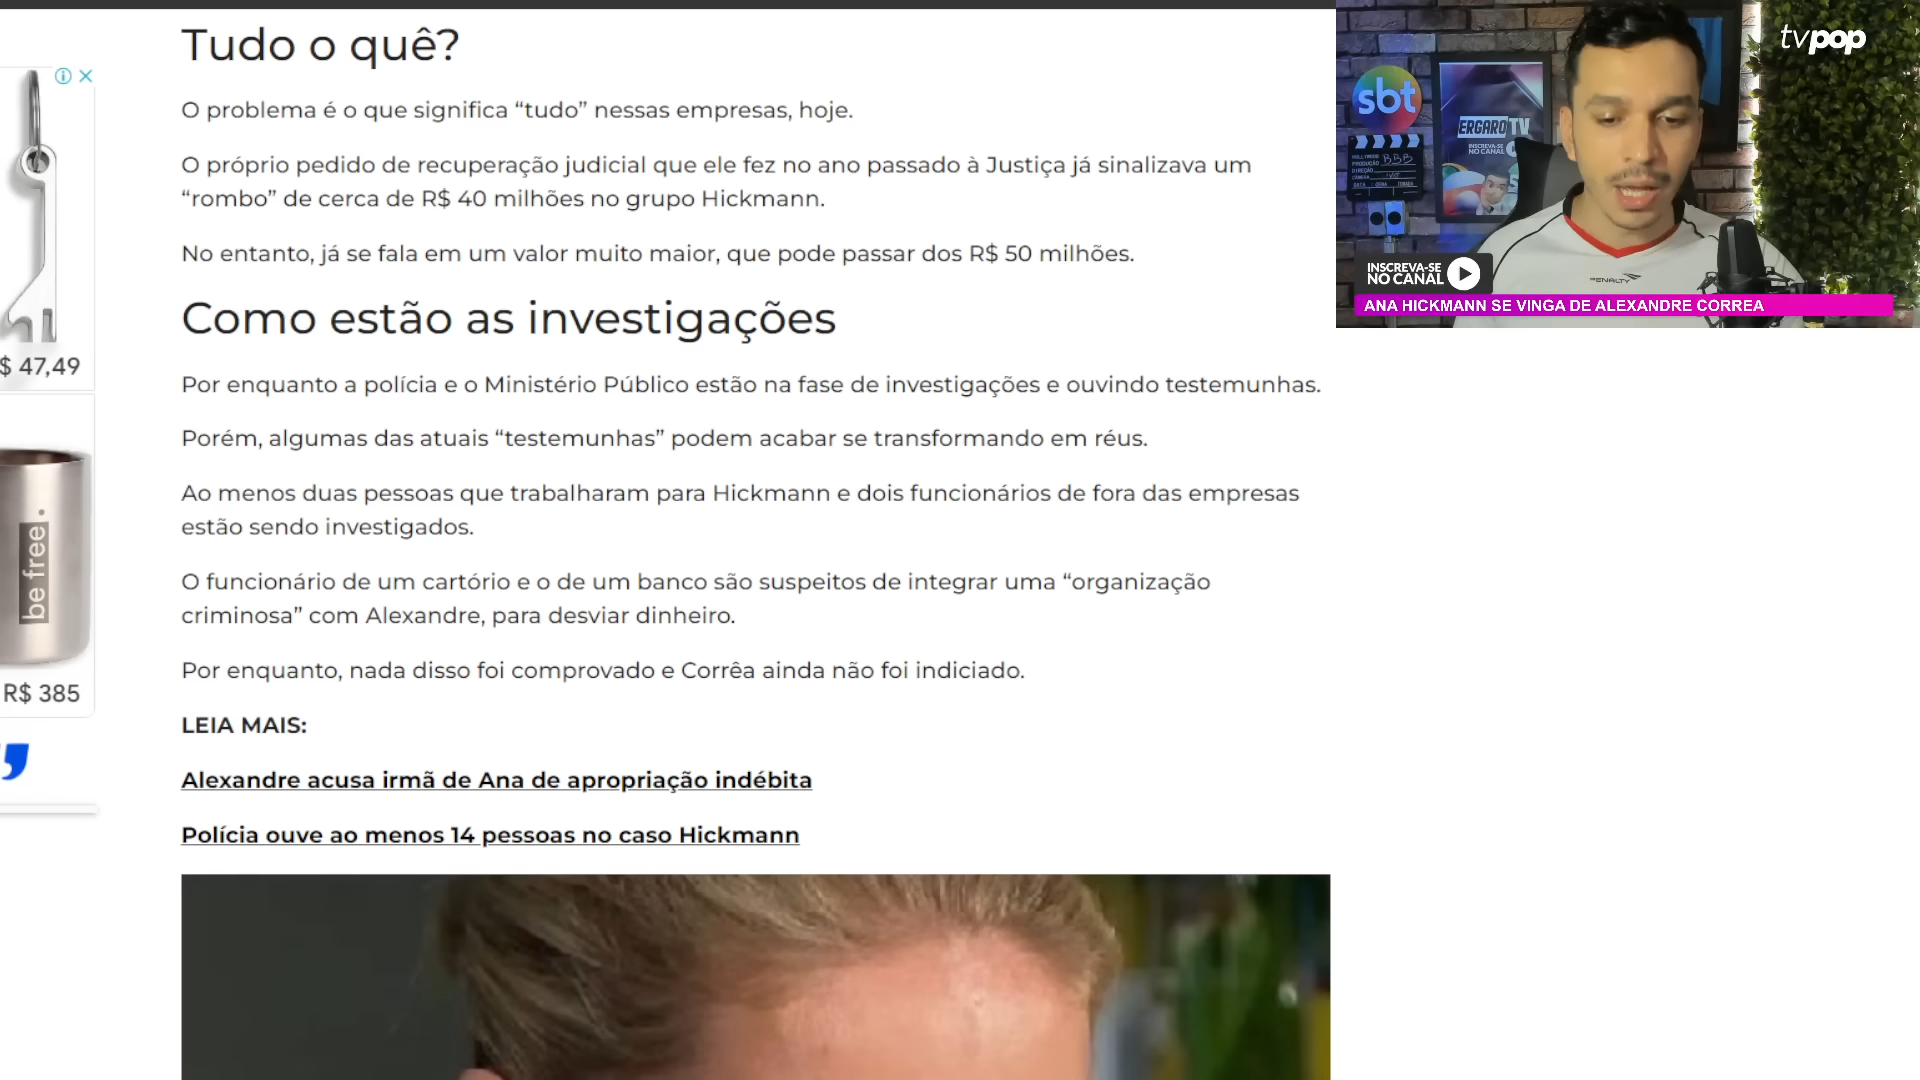 Tudo o quê?
O problema é o que significa “tudo” nessas empresas, hoje.
O próprio pedido de recuperação judicial que ele fez no ano passado à Justiça já sinalizava um
“rombo” de cerca de R$ 40 milhões no grupo Hickmann.
No entanto, já se fala em um valor muito maior, que pode passar dos R$ 50 milhões.
Como estão as investigações
Por enquanto a polícia e o Ministério Público estão na fase de investigações e ouvindo testemunhas.
Porém, algumas das atuais “testemunhas” podem acabar se transformando em réus.
Ao menos duas pessoas que trabalharam para Hickmann e dois funcionários de fora das empresas
estão sendo investigados.
O funcionário de um cartório e o de um banco são suspeitos de integrar uma “organização
criminosa” com Alexandre, para desviar dinheiro.
Por enquanto, nada disso foi comprovado e Corrêa ainda não foi indiciado.
LEIA MAIS:
Alexandre acusa irmã de Ana de apropriação indébita
Polícia ouve ao menos 14 pessoas no caso Hickmann
$ 47,49
be free.
R$ 385
tvpop
sbt
ERGARO TV
INSCREVA-SE
NO CANAL
BBB
PENALTY
INSCREVA-SE
NO CANAL
ANA HICKMANN SE VINGA DE ALEXANDRE CORREA